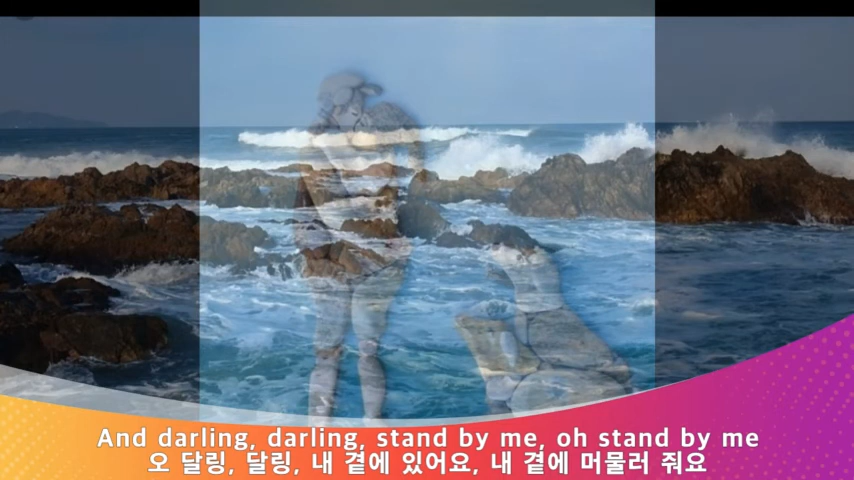 And darling, darling, stand by me, oh stand by me
오 달링, 달링, 내 곁에 있어요, 내 곁에 머물러 줘요